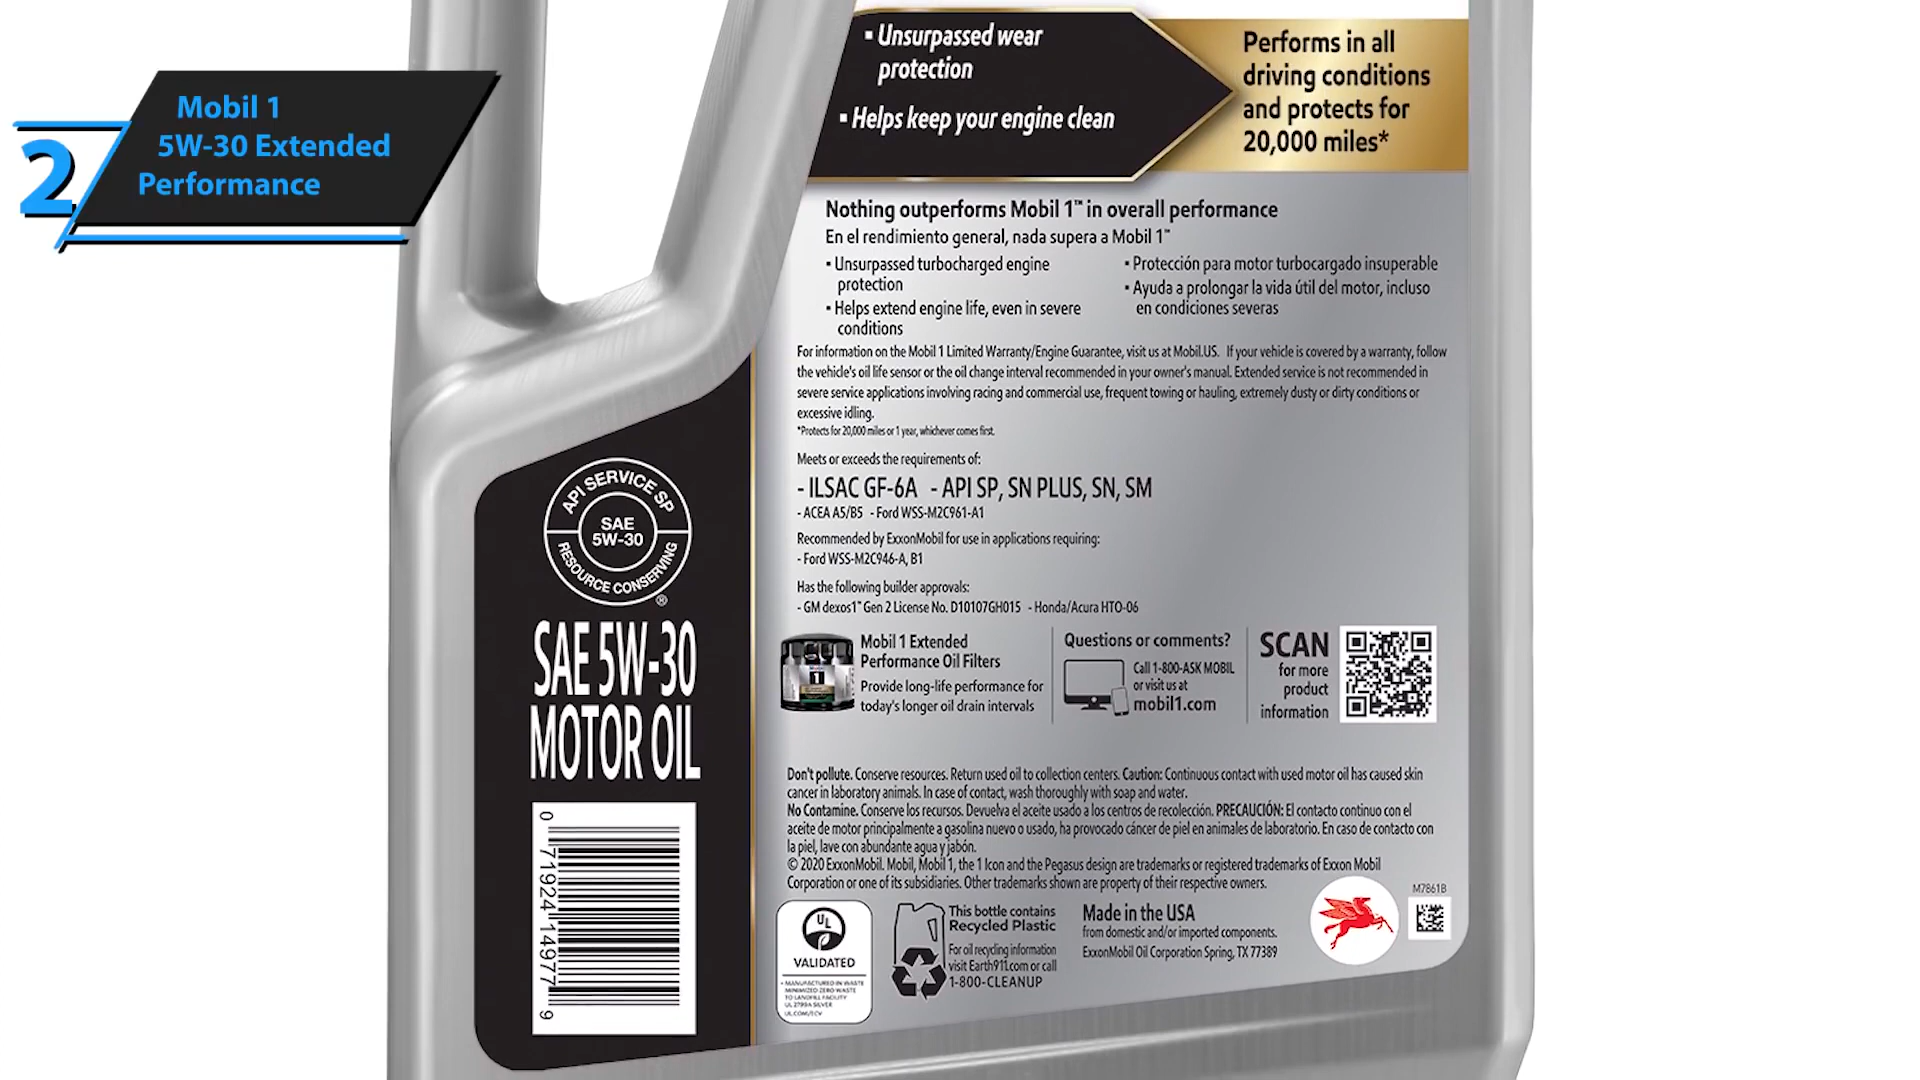 2
Mobil 1
5W-30 Extended
Performance
▪ Unsurpassed wear
protection
▪ Helps keep your engine clean
Performs in all
driving conditions
and protects for
20,000 miles*
Nothing outperforms Mobil 1™ in overall performance
En el rendimiento general, nada supera a Mobil 1™
▪ Unsurpassed turbocharged engine
protection
▪ Helps extend engine life, even in severe
conditions
▪ Protección para motor turbocargado insuperable
▪ Ayuda a prolongar la vida útil del motor, incluso
en condiciones severas
For information on the Mobil 1 Limited Warranty/Engine Guarantee, visit us at Mobil.US. If your vehicle is covered by a warranty, follow
the vehicle's oil life sensor or the oil change interval recommended in your owner's manual. Extended service is not recommended in
severe service applications involving racing and commercial use, frequent towing or hauling, extremely dusty or dirty conditions or
excessive idling.
*Protects for 20,000 miles or 1 year, whichever comes first.
Meets or exceeds the requirements of:
- ILSAC GF-6A - API SP, SN PLUS, SN, SM
- ACEA A5/B5 - Ford WSS-M2C961-A1
Recommended by ExxonMobil for use in applications requiring:
- Ford WSS-M2C946-A, B1
Has the following builder approvals:
- GM dexos1™ Gen 2 License No. D10107GH015 - Honda/Acura HTO-06
API SERVICE SP
SAE
5W-30
RESOURCE CONSERVING
®
SAE 5W-30
MOTOR OIL
0 71924 14977 9
1
Mobil 1 Extended
Performance Oil Filters
Provide long-life performance for
today's longer oil drain intervals
Questions or comments?
Call 1-800-ASK MOBIL
or visit us at
mobil1.com
SCAN
for more
product
information
Don't pollute. Conserve resources. Return used oil to collection centers. Caution: Continuous contact with used motor oil has caused skin
cancer in laboratory animals. In case of contact, wash thoroughly with soap and water.
No Contamine. Conserve los recursos. Devuelva el aceite usado a los centros de recolección. PRECAUCIÓN: El contacto continuo con el
aceite de motor principalmente a gasolina nuevo o usado, ha provocado cáncer de piel en animales de laboratorio. En caso de contacto con
la piel, lave con abundante agua y jabón.
© 2020 ExxonMobil. Mobil, Mobil 1, the 1 Icon and the Pegasus design are trademarks or registered trademarks of Exxon Mobil
Corporation or one of its subsidiaries. Other trademarks shown are property of their respective owners.
UL
VALIDATED
• MANUFACTURED IN WASTE
MINIMIZED ZERO WASTE
TO LANDFILL FACILITY
UL 2799A SILVER
UL.COM/ECV
This bottle contains
Recycled Plastic
For oil recycling information
visit Earth911.com or call
1-800-CLEANUP
Made in the USA
from domestic and/or imported components.
ExxonMobil Oil Corporation Spring, TX 77389
M7861B